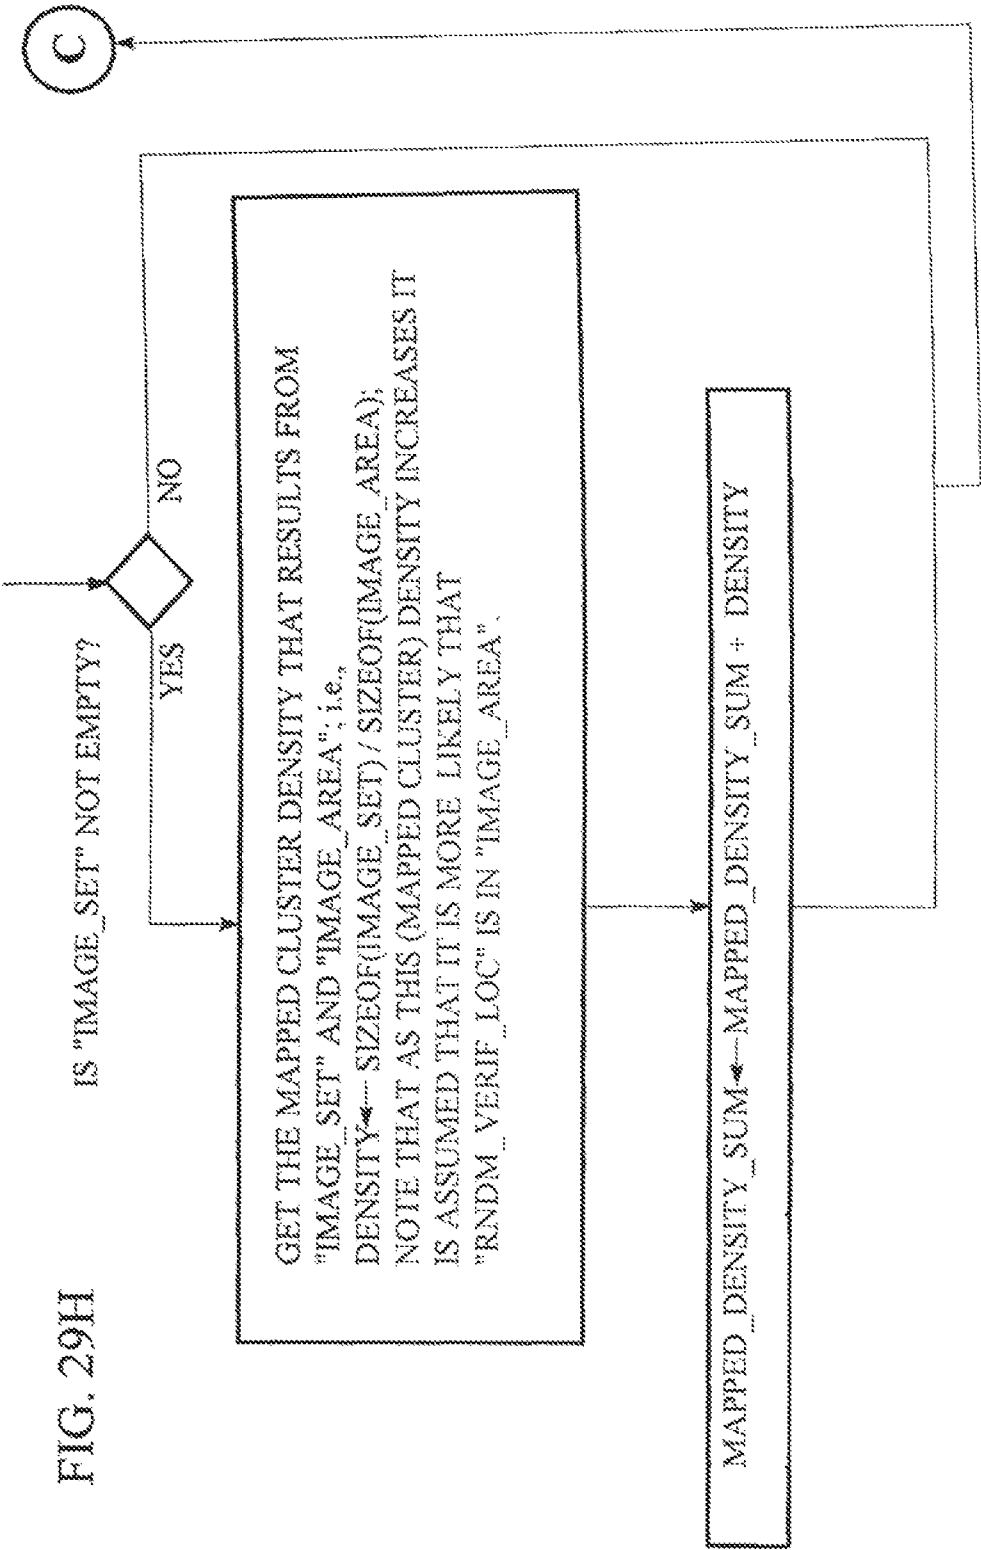 FIG. 29H
IS "IMAGE_SET" NOT EMPTY?
YES
NO
C
GET THE MAPPED CLUSTER DENSITY THAT RESULTS FROM
"IMAGE_SET" AND "IMAGE_AREA"; i.e.,
DENSITY← SIZEOF(IMAGE_SET) / SIZEOF(IMAGE_AREA);
NOTE THAT AS THIS (MAPPED CLUSTER) DENSITY INCREASES IT
IS ASSUMED THAT IT IS MORE LIKELY THAT
"RNDM_VERIF_LOC" IS IN "IMAGE_AREA".
MAPPED_DENSITY_SUM← MAPPED_DENSITY_SUM + DENSITY